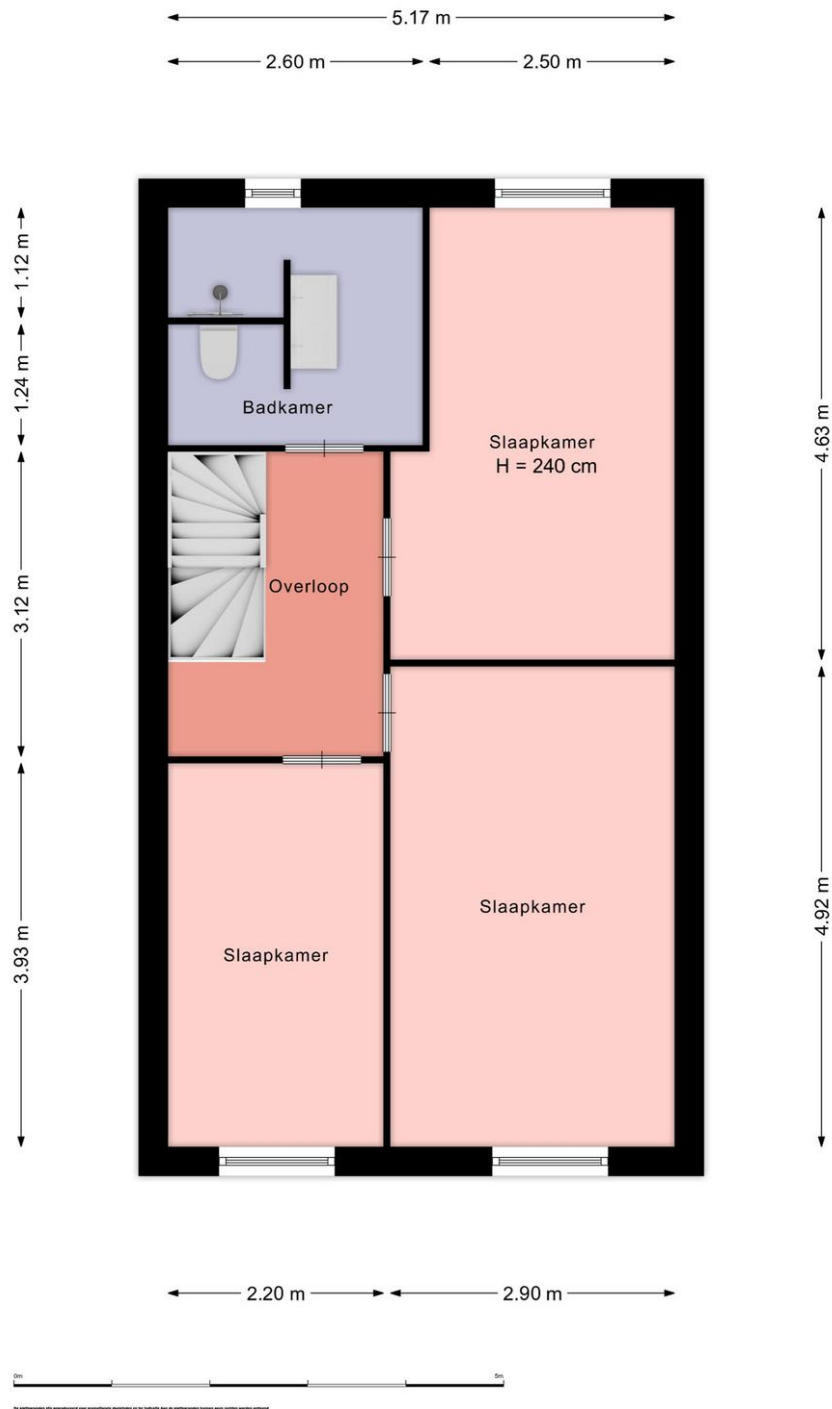 5.17 m
2.60 m
2.50 m
1.12 m
1.24 m
Badkamer
4.63 m
Slaapkamer
H = 240 cm
3.12 m
Overloop
Slaapkamer
4.92 m
3.93 m
Slaapkamer
2.20 m
2.90 m
0m
5m